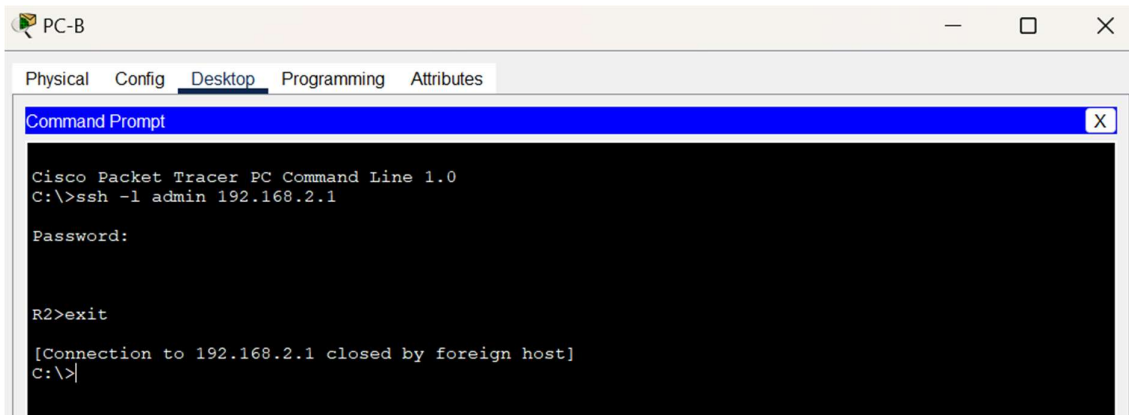 PC-B
Physical Config Desktop Programming Attributes
Command Prompt X
Cisco Packet Tracer PC Command Line 1.0
C:\>ssh -l admin 192.168.2.1
Password:
R2>exit
[Connection to 192.168.2.1 closed by foreign host]
C:\>